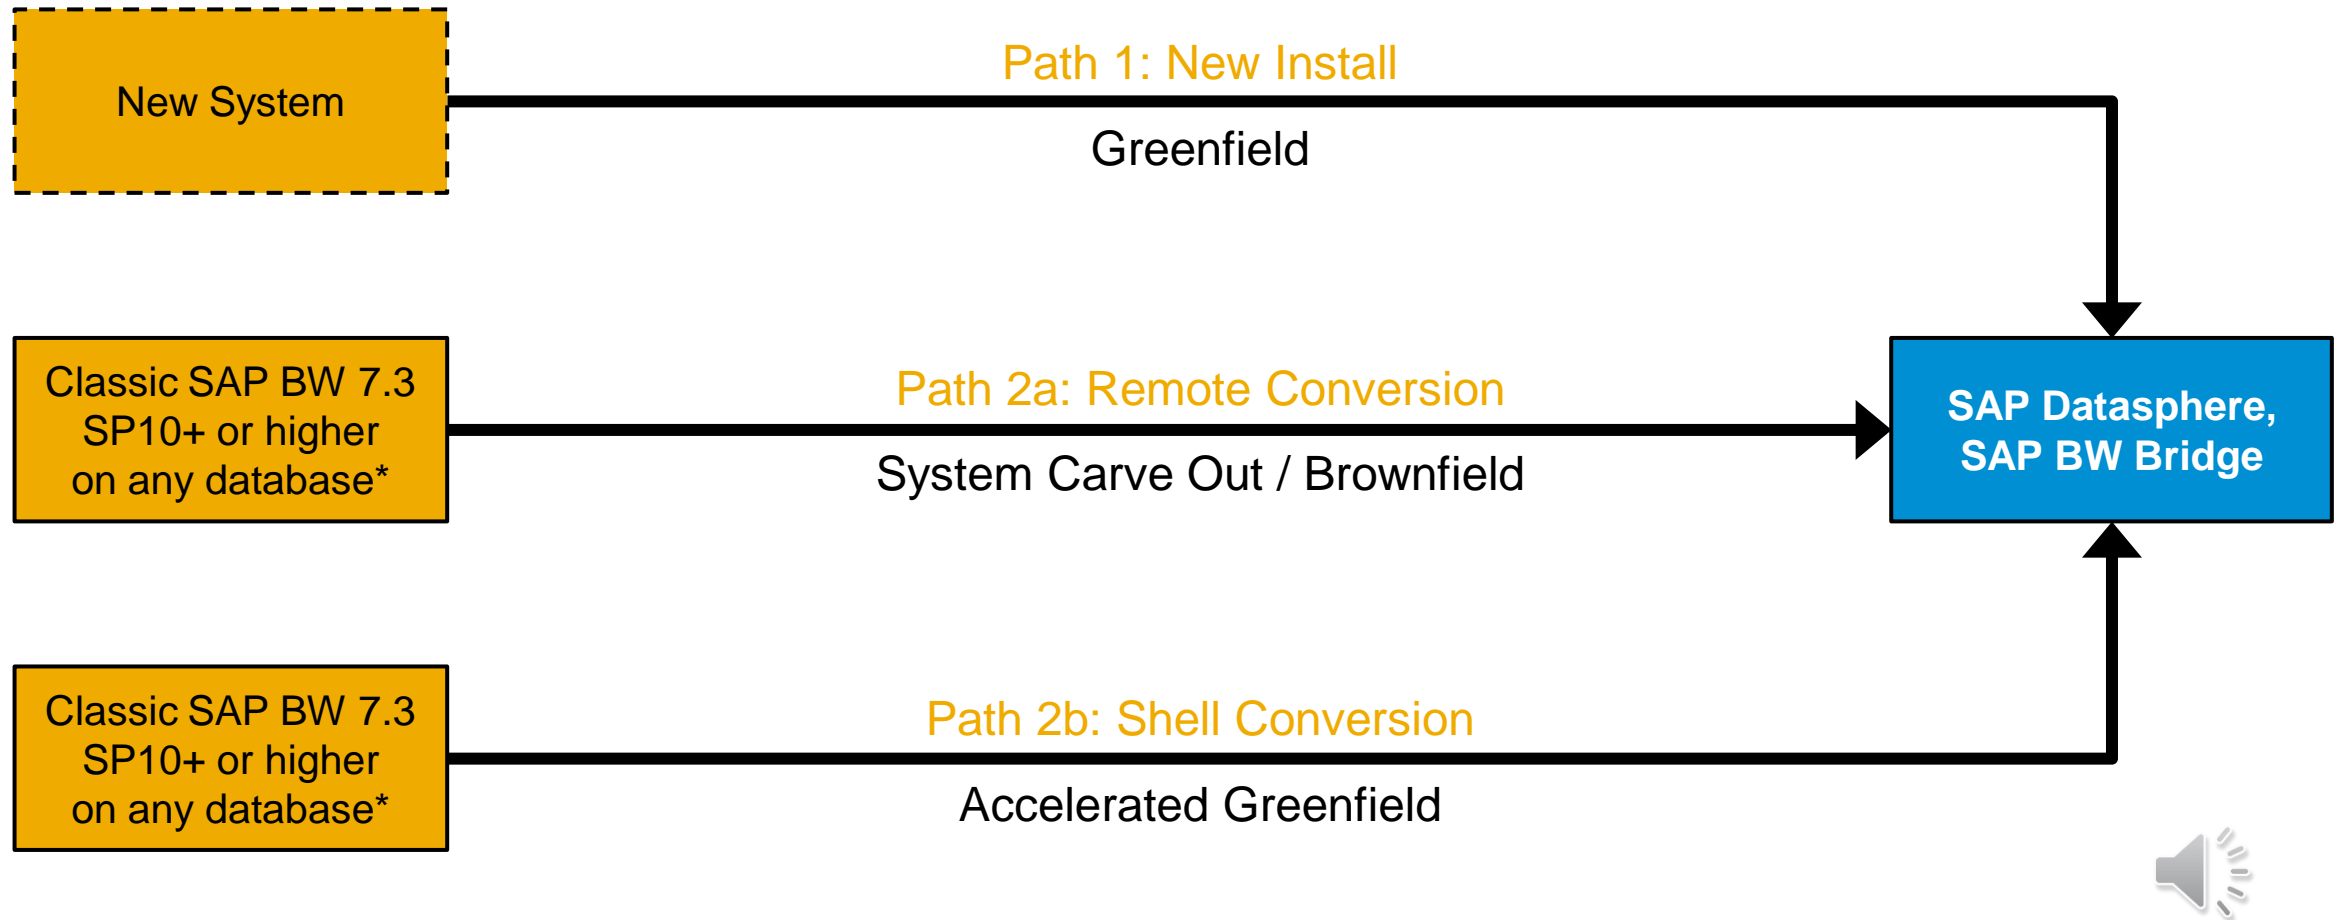 New System
Path 1: New Install
Greenfield
Classic SAP BW 7.3
SP10+ or higher
on any database*
Path 2a: Remote Conversion
System Carve Out / Brownfield
SAP Datasphere,
SAP BW Bridge
Classic SAP BW 7.3
SP10+ or higher
on any database*
Path 2b: Shell Conversion
Accelerated Greenfield